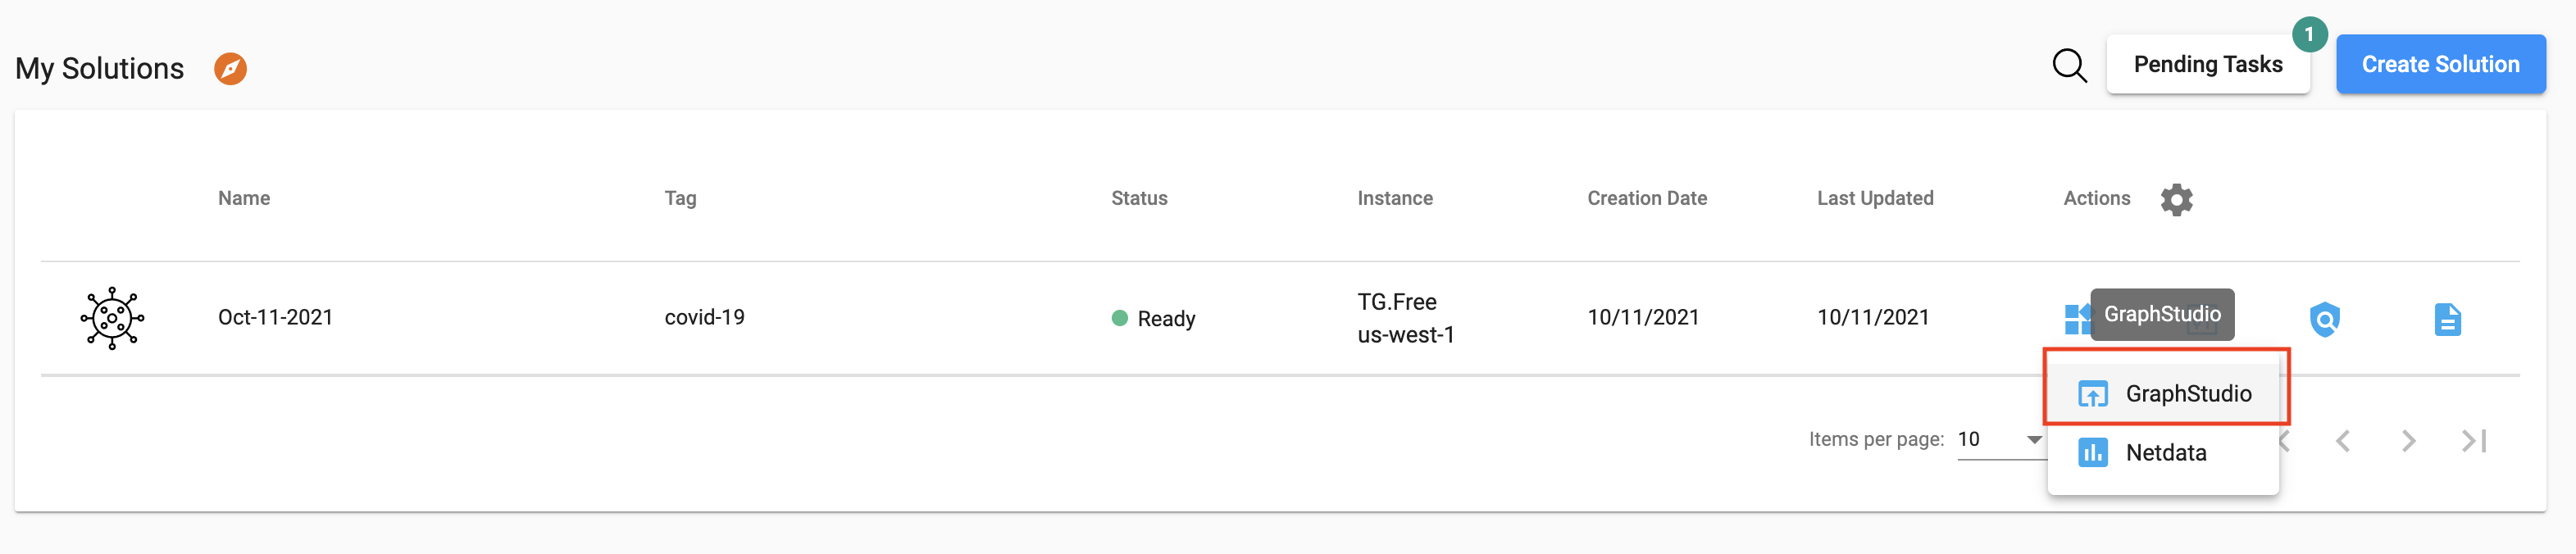 My Solutions
1
Pending Tasks
Create Solution
Name
Tag
Status
Instance
Creation Date
Last Updated
Actions
Oct-11-2021
covid-19
Ready
TG.Free
us-west-1
10/11/2021
10/11/2021
GraphStudio
GraphStudio
Netdata
Items per page: 10